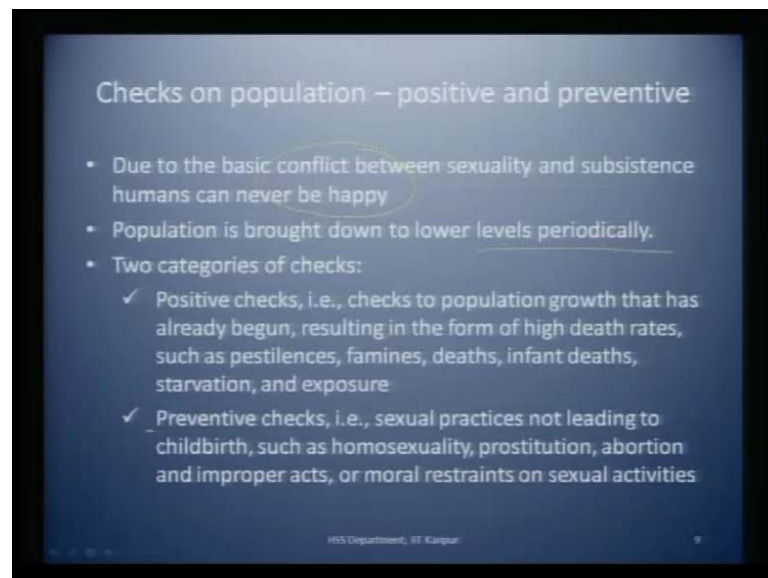 Checks on population – positive and preventive
• Due to the basic conflict between sexuality and subsistence
humans can never be happy
• Population is brought down to lower levels periodically.
• Two categories of checks:
✓ Positive checks, i.e., checks to population growth that has
already begun, resulting in the form of high death rates,
such as pestilences, famines, deaths, infant deaths,
starvation, and exposure
✓ Preventive checks, i.e., sexual practices not leading to
childbirth, such as homosexuality, prostitution, abortion
and improper acts, or moral restraints on sexual activities
HSS Department, IIT Kanpur
9